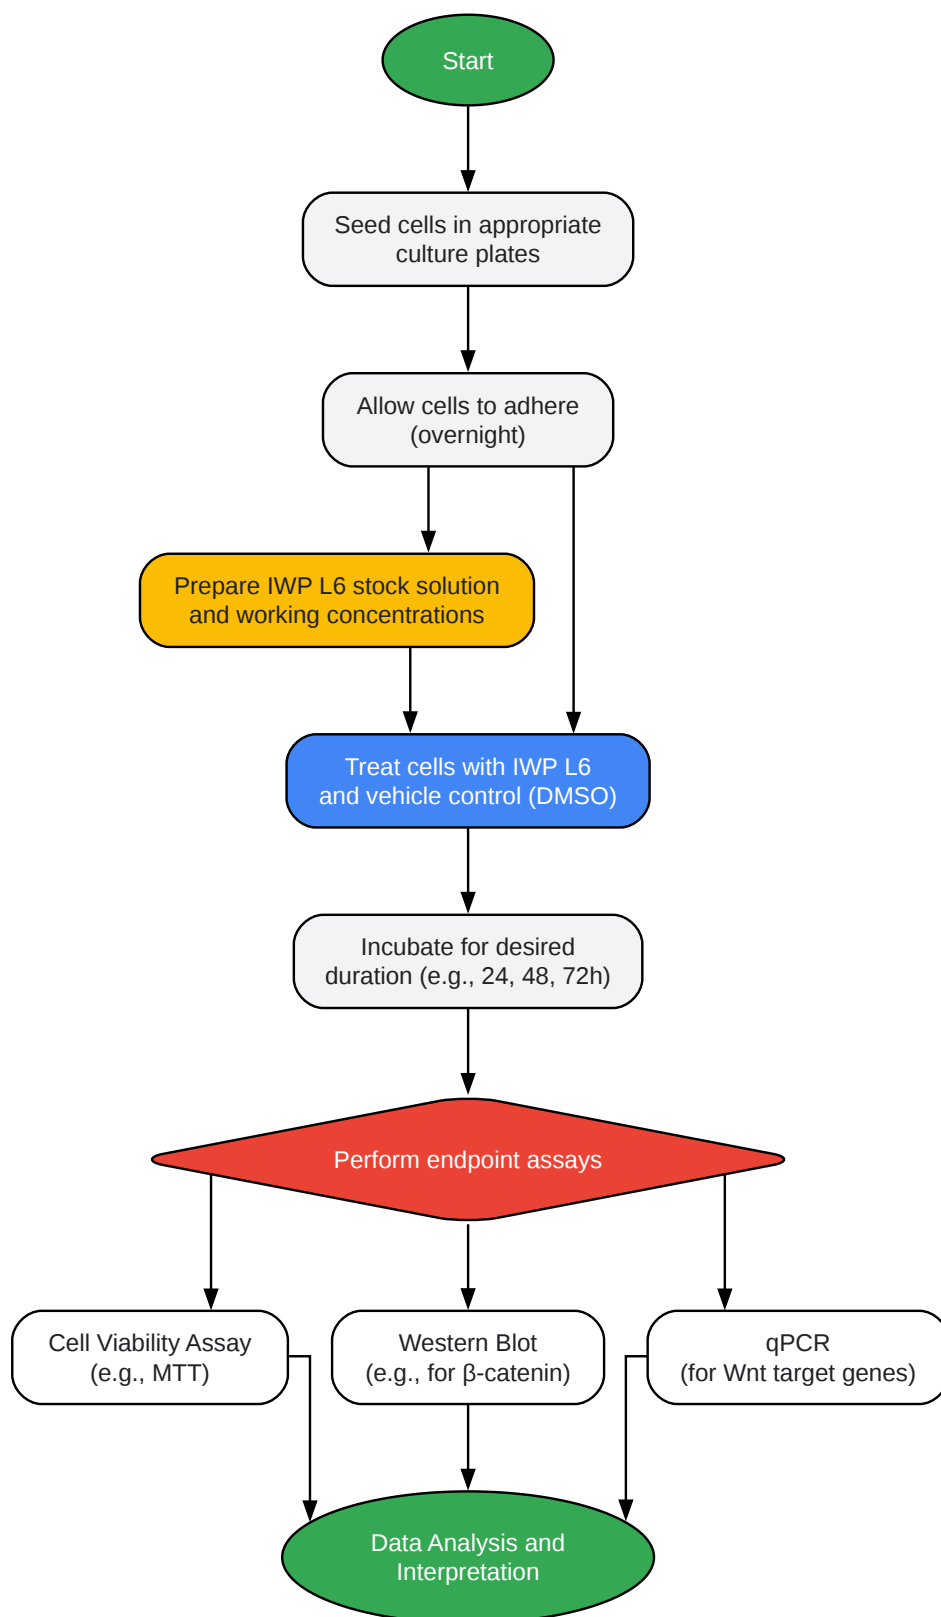 Start
Seed cells in appropriate
culture plates
Allow cells to adhere
(overnight)
Prepare IWP L6 stock solution
and working concentrations
Treat cells with IWP L6
and vehicle control (DMSO)
Incubate for desired
duration (e.g., 24, 48, 72h)
Perform endpoint assays
Cell Viability Assay
(e.g., MTT)
Western Blot
(e.g., for β-catenin)
qPCR
(for Wnt target genes)
Data Analysis and
Interpretation